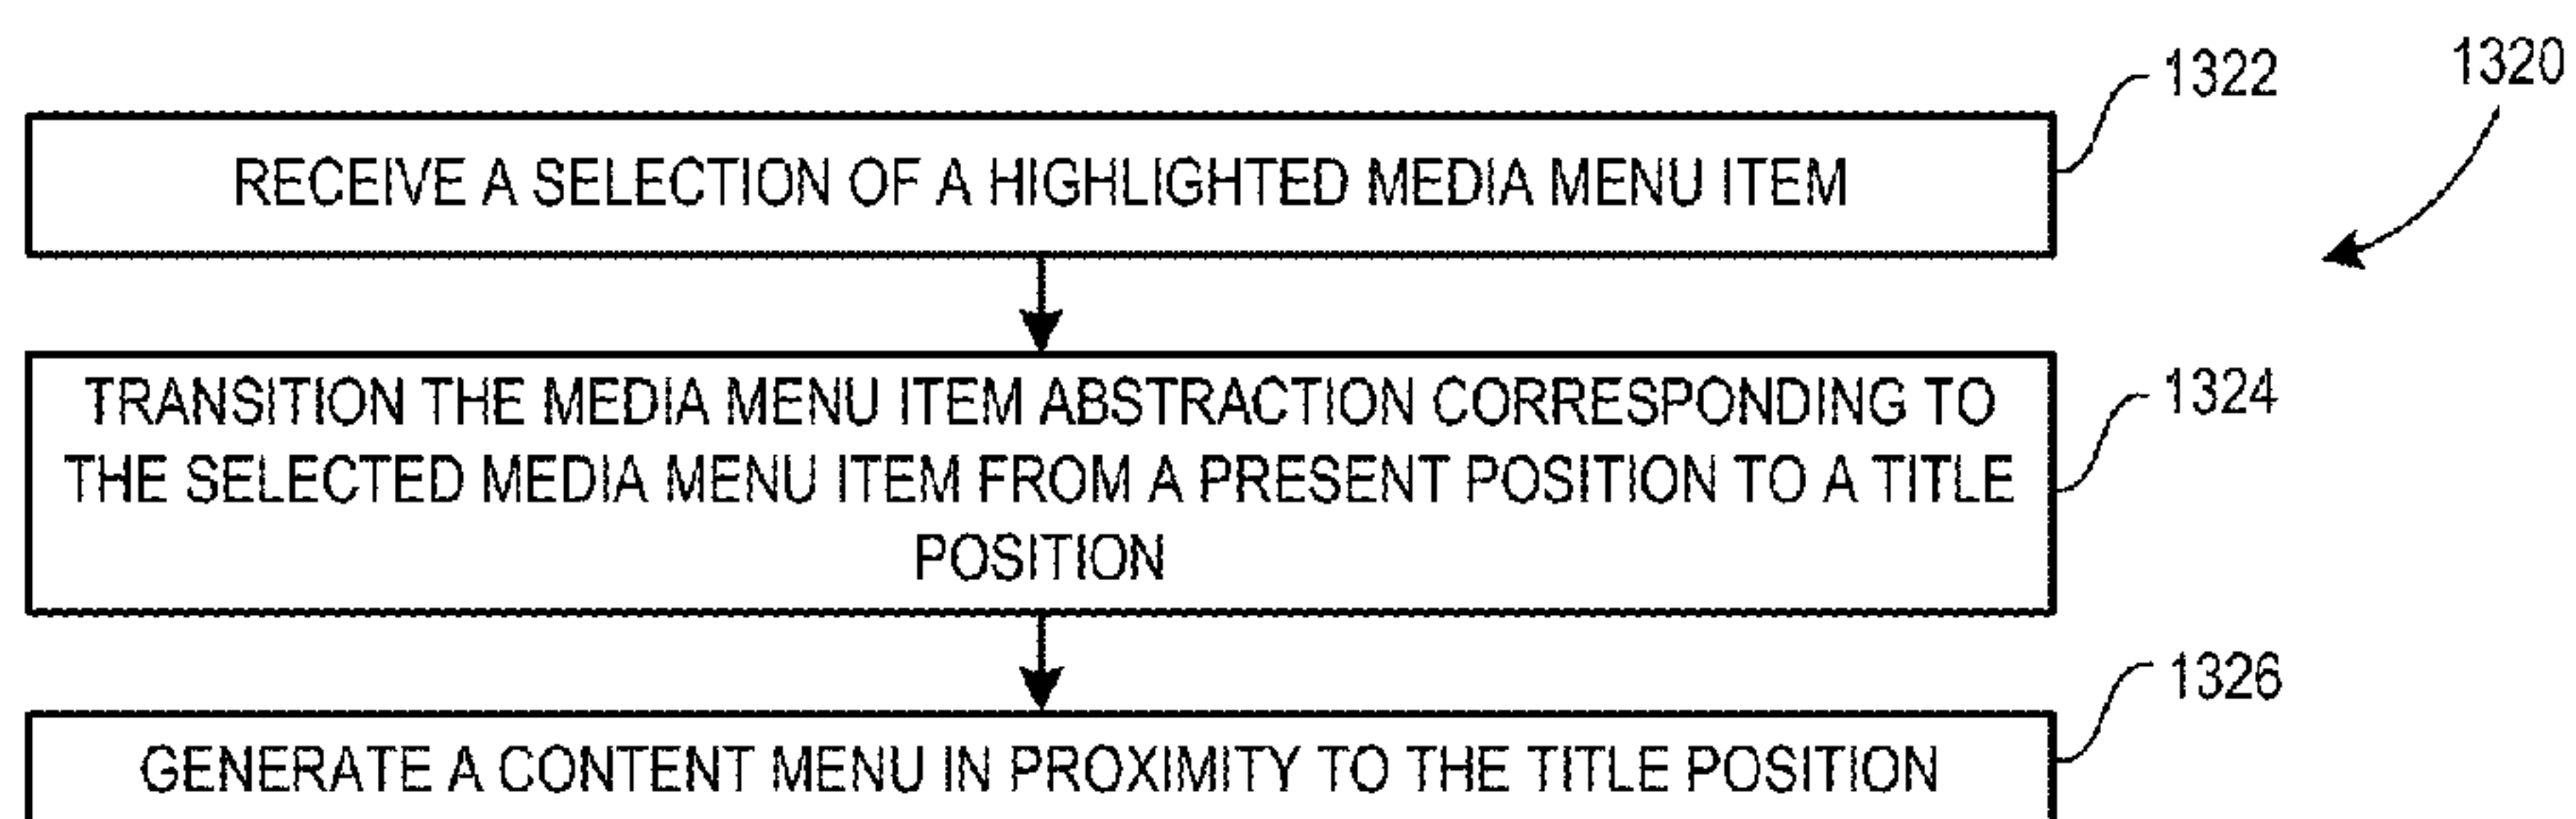 1322
1320
RECEIVE A SELECTION OF A HIGHLIGHTED MEDIA MENU ITEM
TRANSITION THE MEDIA MENU ITEM ABSTRACTION CORRESPONDING TO
THE SELECTED MEDIA MENU ITEM FROM A PRESENT POSITION TO A TITLE
POSITION
1324
1326
GENERATE A CONTENT MENU IN PROXIMITY TO THE TITLE POSITION